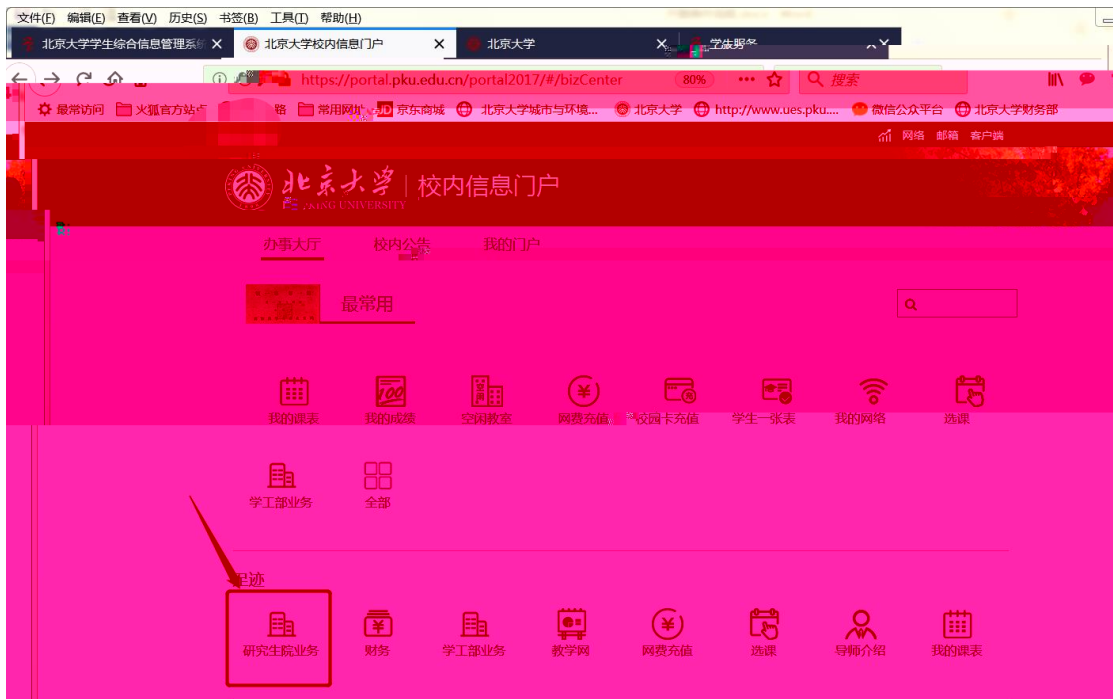 文件(F) 编辑(E) 查看(V) 历史(S) 书签(B) 工具(T) 帮助(H)
北京大学学生综合信息管理系统 北京大学校内信息门户 北京大学
https://portal.pku.edu.cn/portal2017/#/bizCenter 80% 搜索
最常访问 火狐官方站点 常用网址 JD 京东商城 北京大学城市与环境... 北京大学 http://www.ues.pku.... 微信公众平台 北京大学财务部
网络 邮箱 客户端
北京大学 校内信息门户
UNIVERSITY
办事大厅 校内公告 我的门户
最常用
我的课表 我的成绩 空闲教室 网费充值 校园卡充值 学生一张表 我的网络 选课
学工部业务 全部
足迹
研究生院业务 财务 学工部业务 教学网 网费充值 选课 导师介绍 我的课表